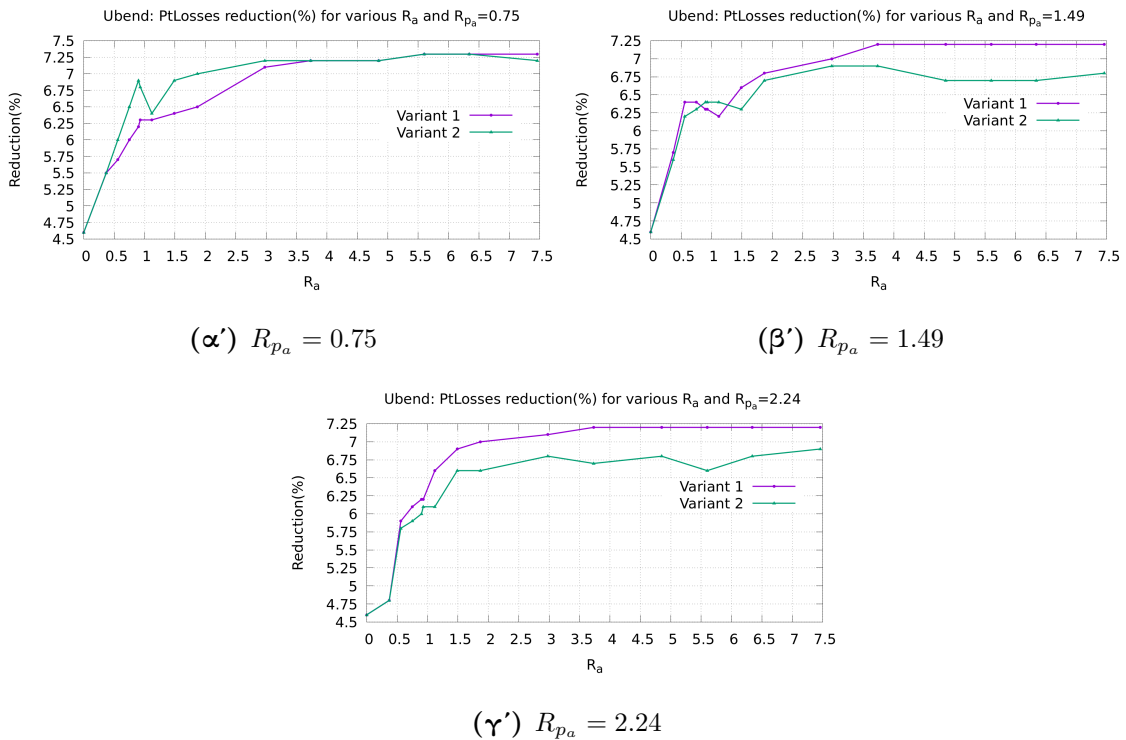 Ubend: PtLosses reduction(%) for various Ra and Rpa=0.75
7.5
7.25
7
6.75
6.5
6.25
6
5.75
5.5
5.25
5
4.75
4.5
Reduction(%)
Variant 1
Variant 2
0 0.5 1 1.5 2 2.5 3 3.5 4 4.5 5 5.5 6 6.5 7 7.5
Ra
(α′) R_{p_a} = 0.75
Ubend: PtLosses reduction(%) for various Ra and Rpa=1.49
7.25
7
6.75
6.5
6.25
6
5.75
5.5
5.25
5
4.75
4.5
Reduction(%)
Variant 1
Variant 2
0 0.5 1 1.5 2 2.5 3 3.5 4 4.5 5 5.5 6 6.5 7 7.5
Ra
(β′) R_{p_a} = 1.49
Ubend: PtLosses reduction(%) for various Ra and Rpa=2.24
7.25
7
6.75
6.5
6.25
6
5.75
5.5
5.25
5
4.75
4.5
Reduction(%)
Variant 1
Variant 2
0 0.5 1 1.5 2 2.5 3 3.5 4 4.5 5 5.5 6 6.5 7 7.5
Ra
(γ′) R_{p_a} = 2.24